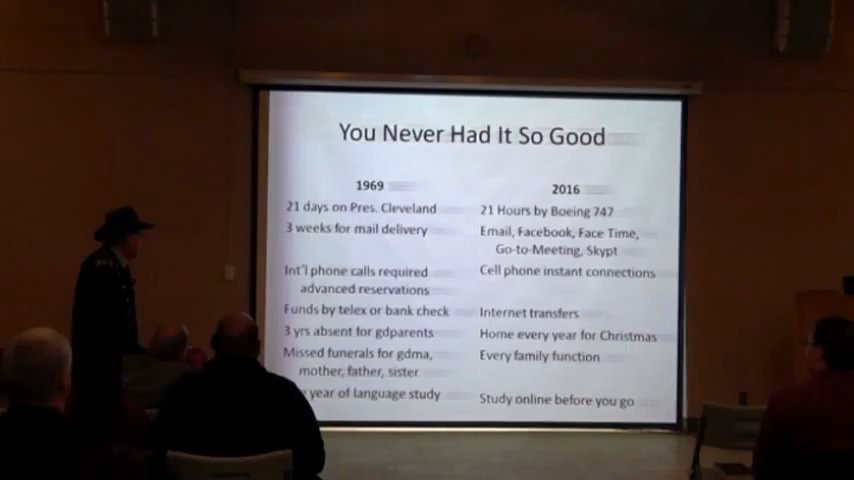 You Never Had It So Good
1969
21 days on Pres. Cleveland
3 weeks for mail delivery
Int'l phone calls required
advanced reservations
Funds by telex or bank check
3 yrs absent for gdparents
Missed funerals for gdma,
mother, father, sister
year of language study
2016
21 Hours by Boeing 747
Email, Facebook, Face Time,
Go-to-Meeting, Skypt
Cell phone instant connections
Internet transfers
Home every year for Christmas
Every family function
Study online before you go